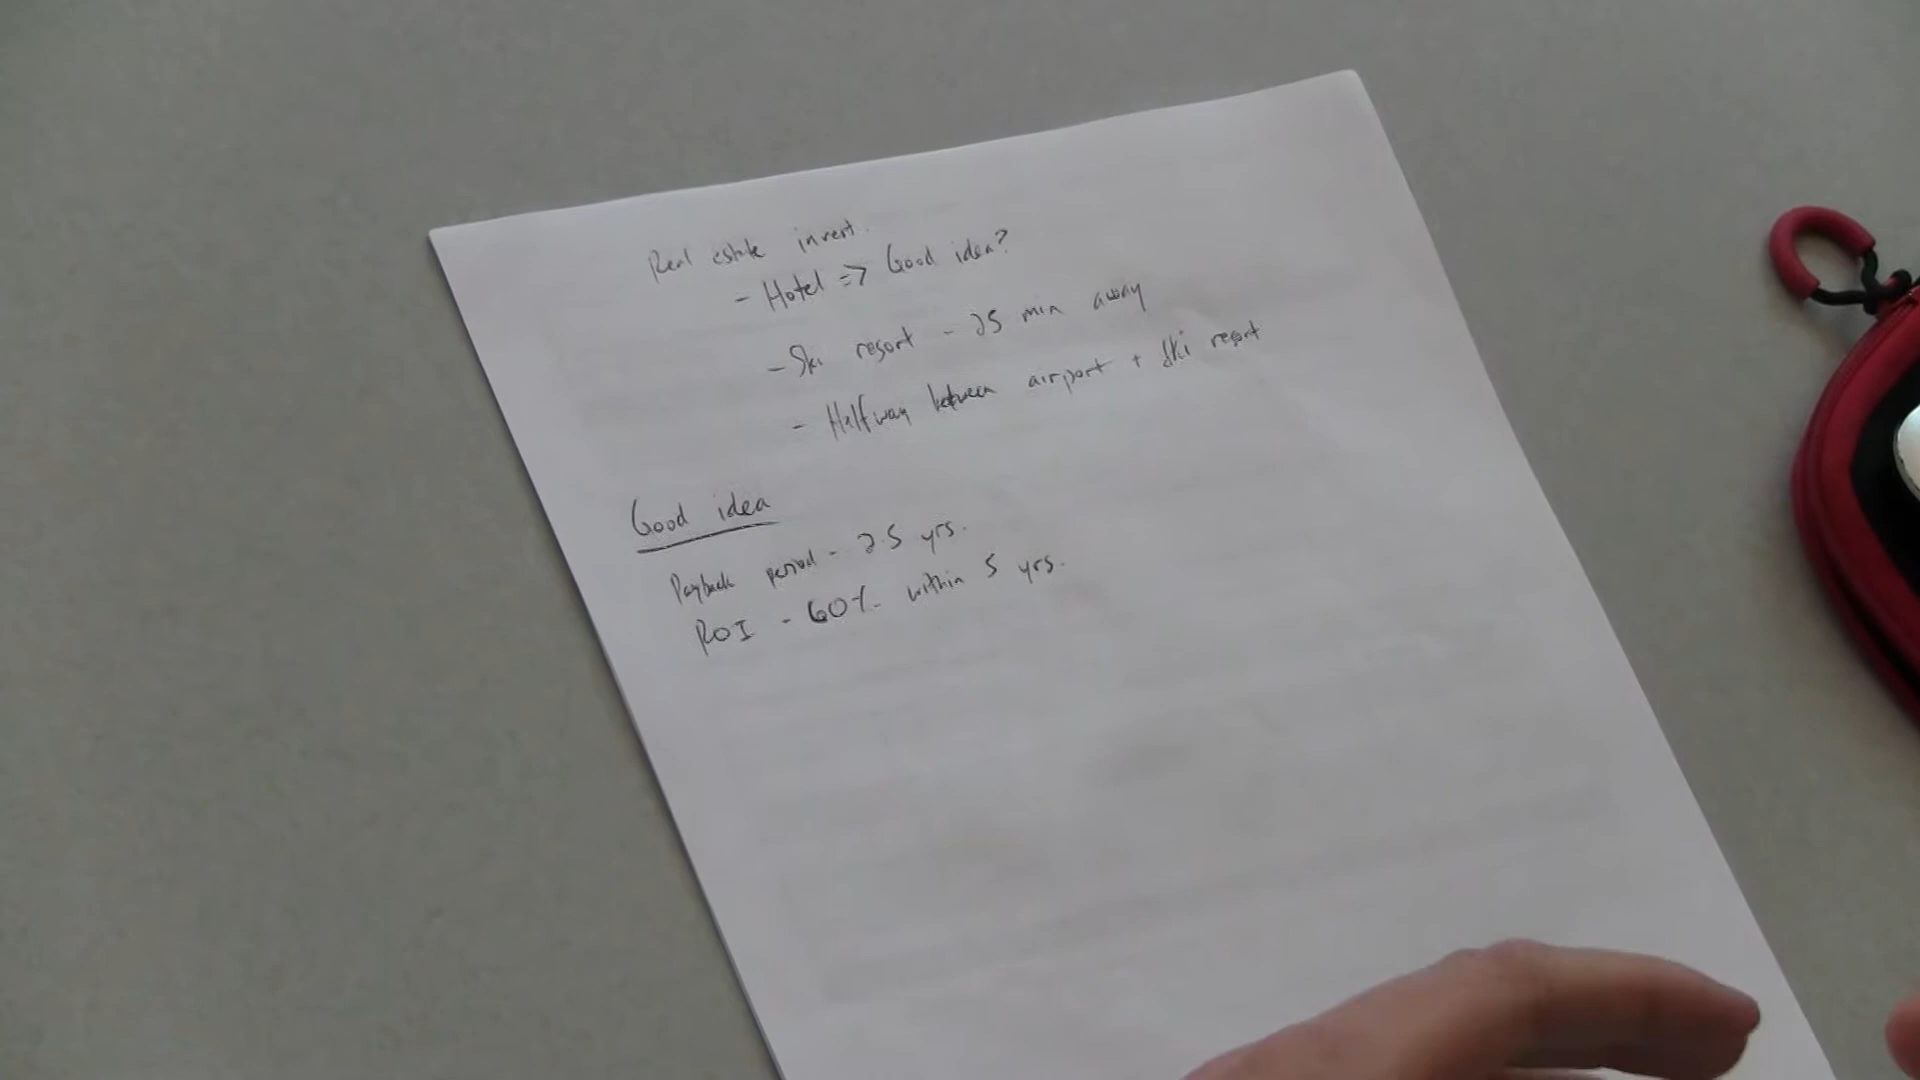 Real estate invest.
- Hotel => Good idea?
- Ski resort - 25 min away
- Halfway between airport + Ski resort
Good idea
Payback period - 2.5 yrs.
ROI - 60% within 5 yrs.